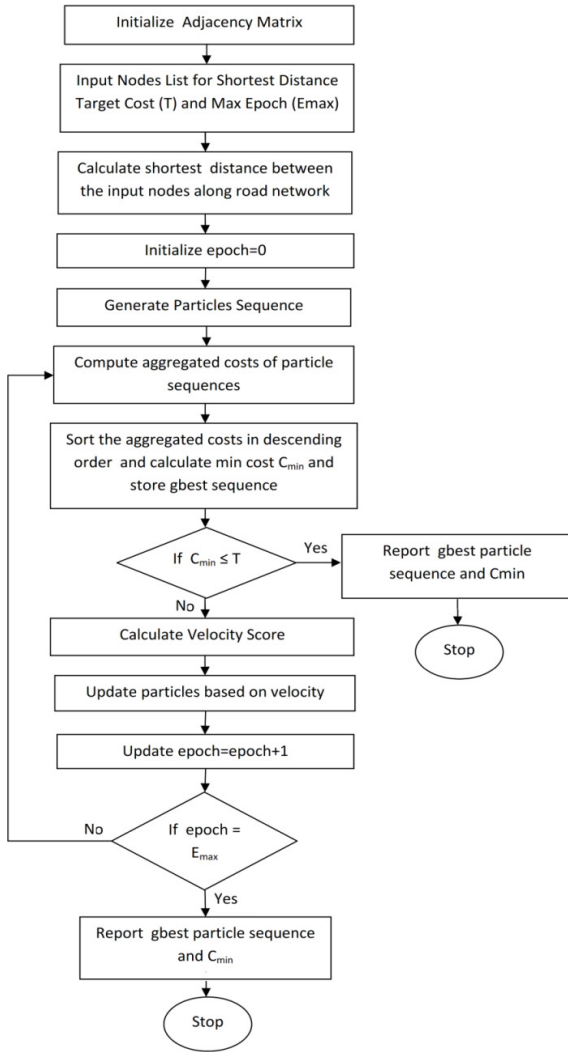 Initialize Adjacency Matrix
Input Nodes List for Shortest Distance
Target Cost (T) and Max Epoch (Emax)
Calculate shortest distance between
the input nodes along road network
Initialize epoch=0
Generate Particles Sequence
Compute aggregated costs of particle
sequences
Sort the aggregated costs in descending
order and calculate min cost Cmin and
store gbest sequence
If Cmin ≤ T
Yes
Report gbest particle
sequence and Cmin
Stop
No
Calculate Velocity Score
Update particles based on velocity
Update epoch=epoch+1
If epoch =
Emax
No
Yes
Report gbest particle sequence
and Cmin
Stop